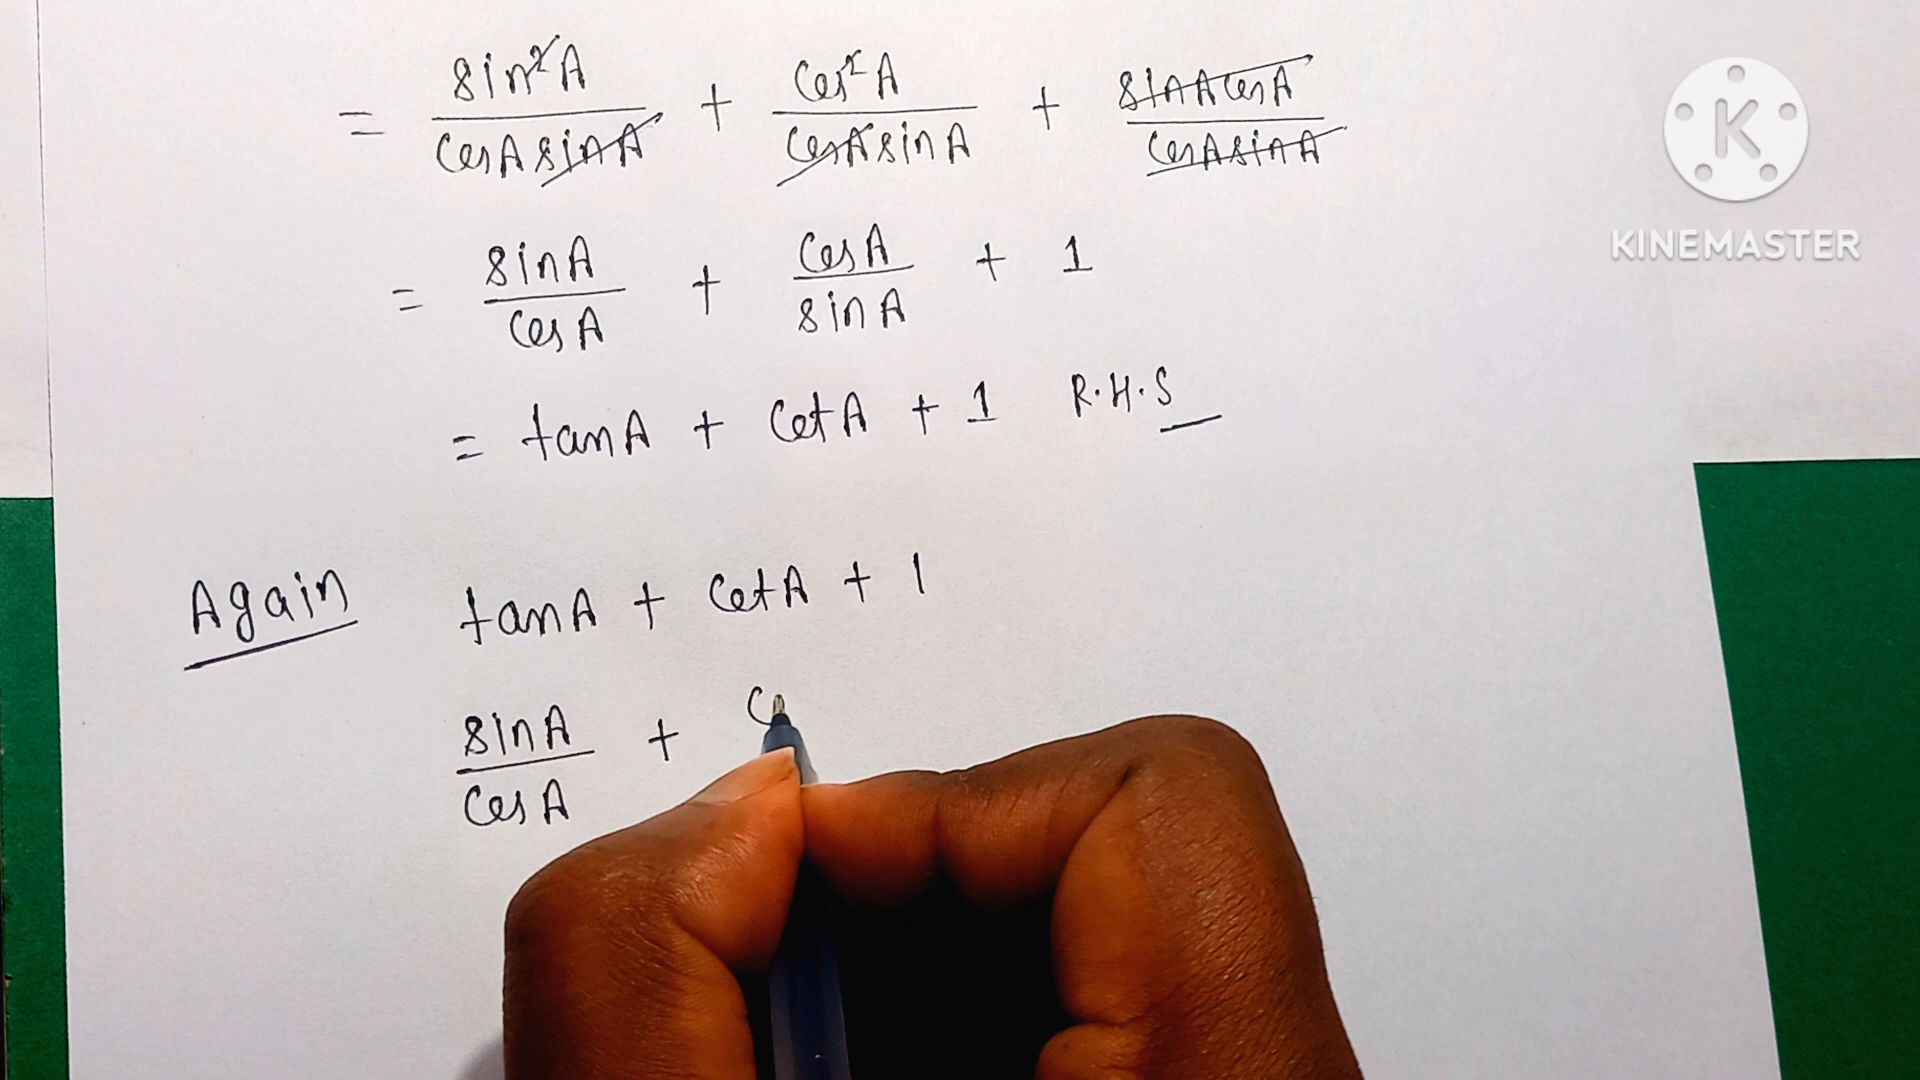 = sin²A/cosA sinA + cos²A/cosA sinA + sinA cosA/cosA sinA
K
KINEMASTER
= sinA/cosA + cosA/sinA + 1
= tanA + cotA + 1 R.H.S
Again tanA + cotA + 1
sinA/cosA + c